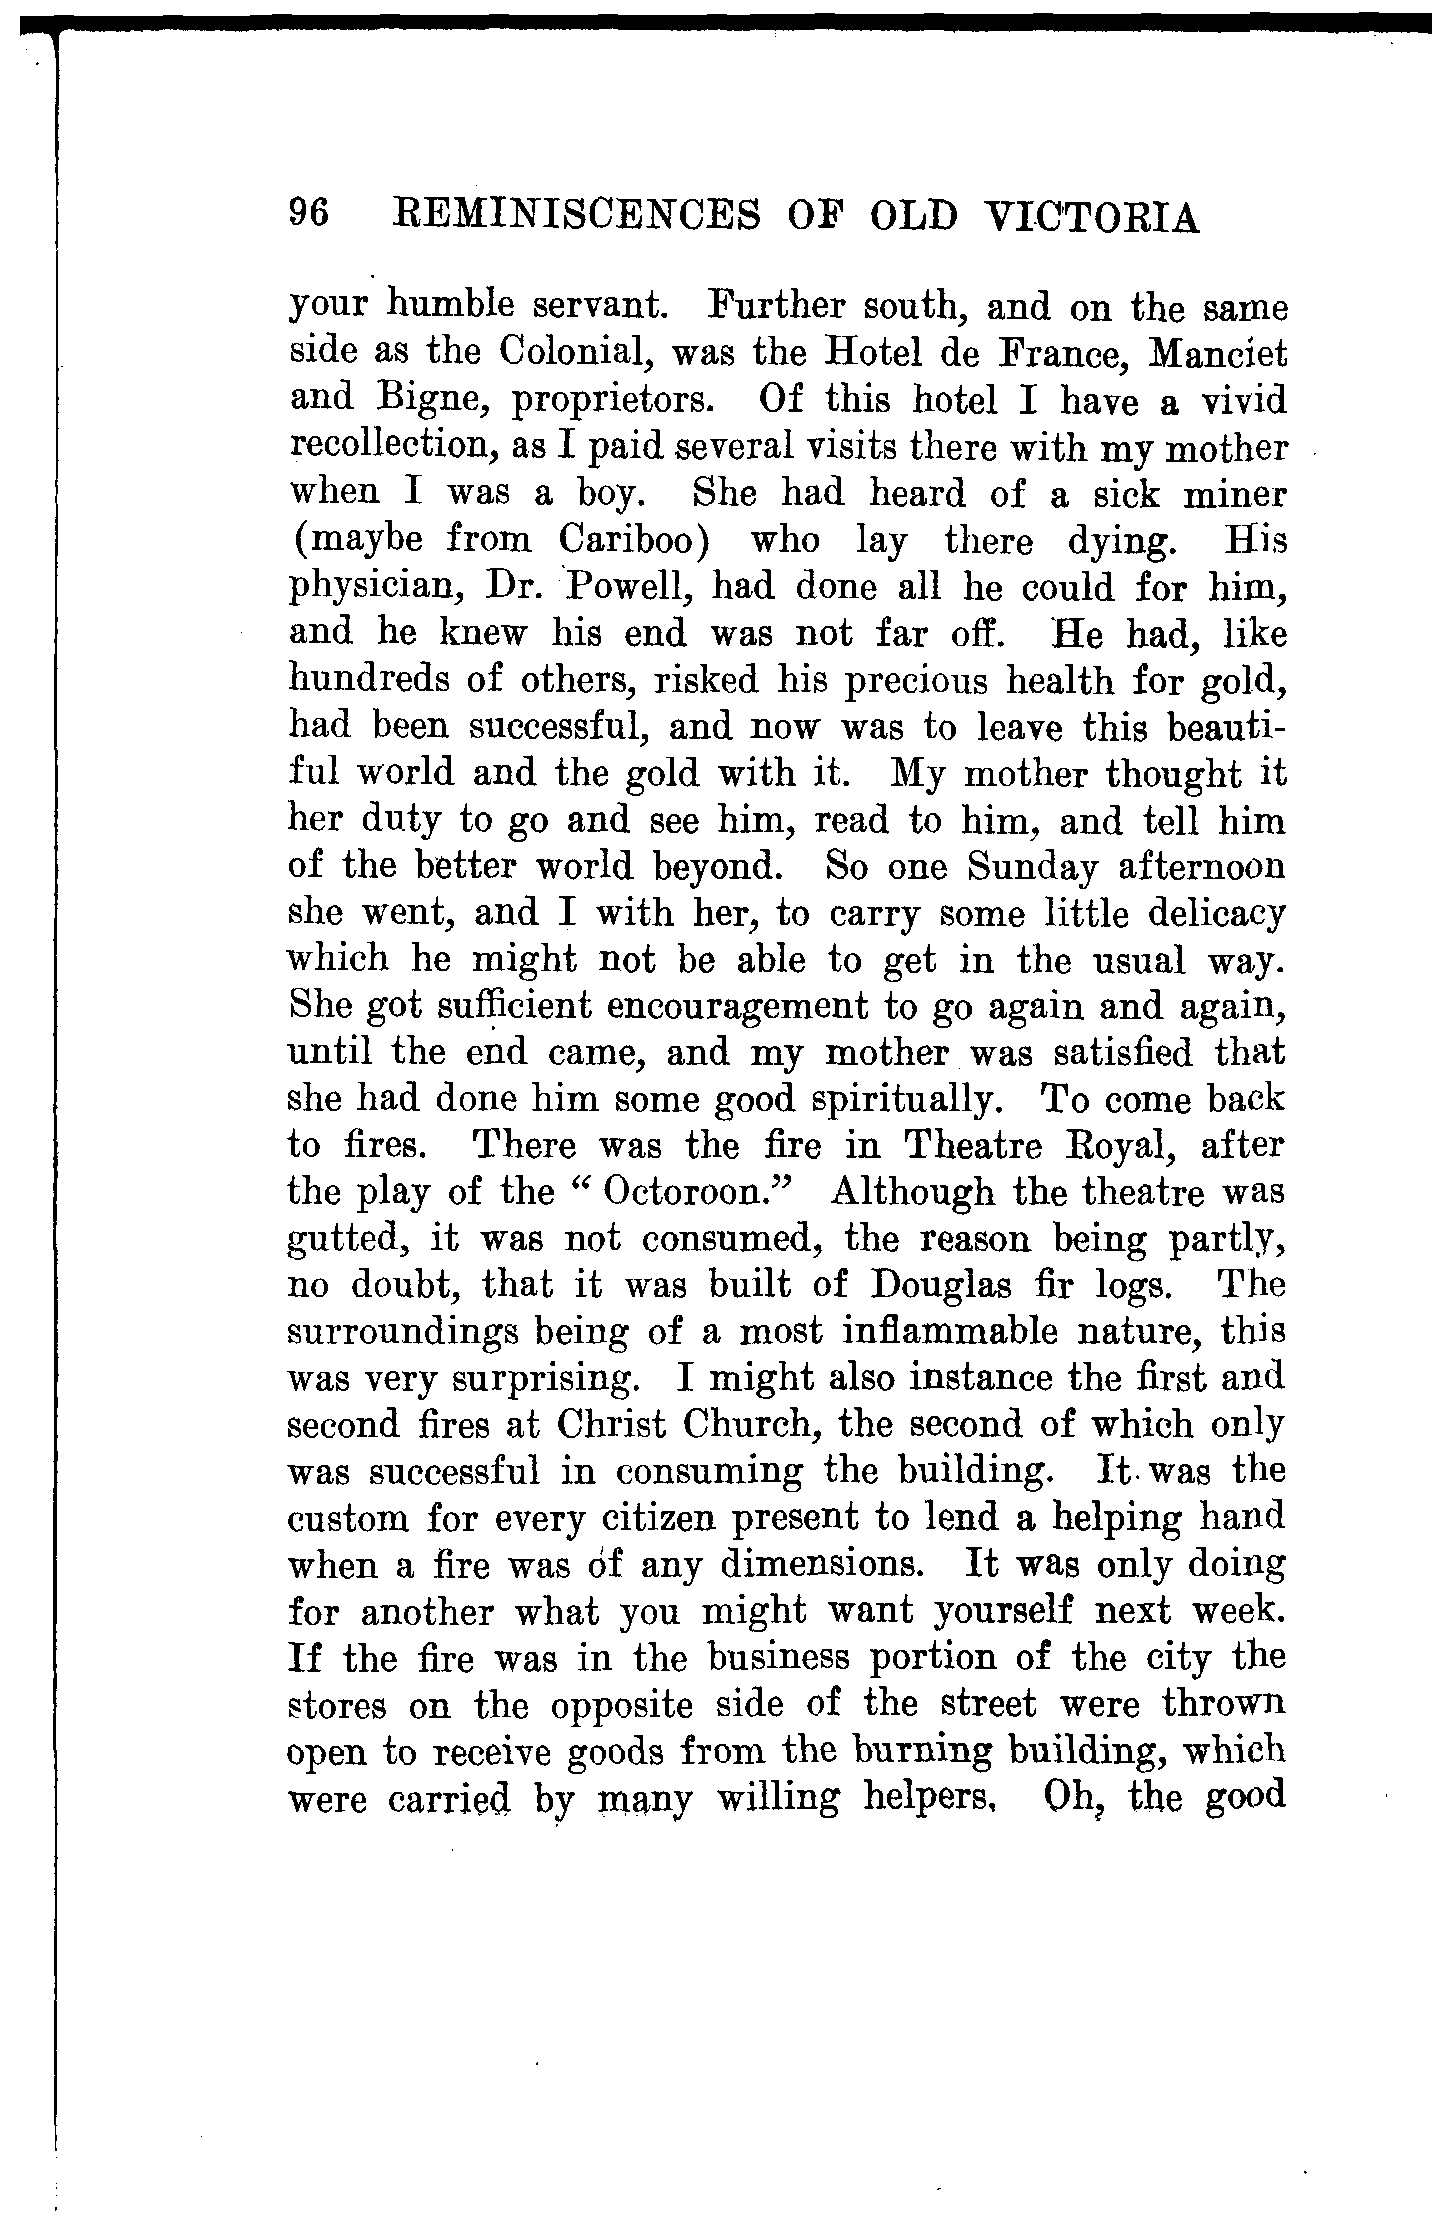 96 REMINISCENCES OF OLD VICTORIA
your humble servant. Further south, and on the same
side as the Colonial, was the Hotel de France, Manciet
and Bigne, proprietors. Of this hotel I have a vivid
recollection, as I paid several visits there with my mother
when I was a boy. She had heard of a sick miner
(maybe from Cariboo) who lay there dying. His
physician, Dr. Powell, had done all he could for him,
and he knew his end was not far off. He had, like
hundreds of others, risked his precious health for gold,
had been successful, and now was to leave this beauti-
ful world and the gold with it. My mother thought it
her duty to go and see him, read to him, and tell him
of the better world beyond. So one Sunday afternoon
she went, and I with her, to carry some little delicacy
which he might not be able to get in the usual way.
She got sufficient encouragement to go again and again,
until the end came, and my mother was satisfied that
she had done him some good spiritually. To come back
to fires. There was the fire in Theatre Royal, after
the play of the “ Octoroon.” Although the theatre was
gutted, it was not consumed, the reason being partly,
no doubt, that it was built of Douglas fir logs. The
surroundings being of a most inflammable nature, this
was very surprising. I might also instance the first and
second fires at Christ Church, the second of which only
was successful in consuming the building. It was the
custom for every citizen present to lend a helping hand
when a fire was of any dimensions. It was only doing
for another what you might want yourself next week.
If the fire was in the business portion of the city the
stores on the opposite side of the street were thrown
open to receive goods from the burning building, which
were carried by many willing helpers. Oh, the good